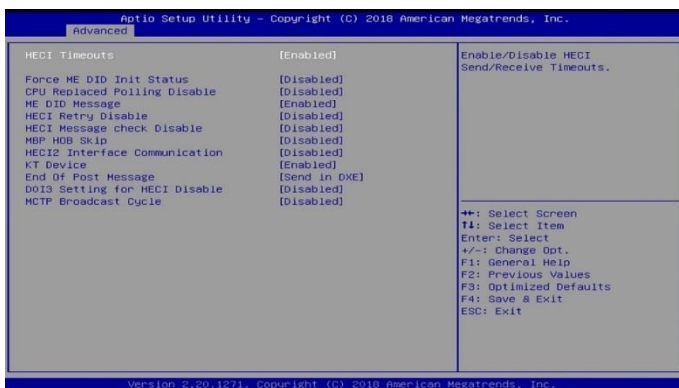 Aptio Setup Utility – Copyright (C) 2018 American Megatrends, Inc.
Advanced
HECI Timeouts [Enabled]
Force ME DID Init Status [Disabled]
CPU Replaced Polling Disable [Disabled]
ME DID Message [Enabled]
HECI Retry Disable [Disabled]
HECI Message check Disable [Disabled]
MBP HOB Skip [Disabled]
HECI2 Interface Communication [Disabled]
KT Device [Enabled]
End Of Post Message [Send in DXE]
DOI3 Setting for HECI Disable [Disabled]
MCTP Broadcast Cycle [Disabled]
Enable/Disable HECI
Send/Receive Timeouts.
→←: Select Screen
↑↓: Select Item
Enter: Select
+/-: Change Opt.
F1: General Help
F2: Previous Values
F3: Optimized Defaults
F4: Save & Exit
ESC: Exit
Version 2.20.1271. Copyright (C) 2018 American Megatrends, Inc.